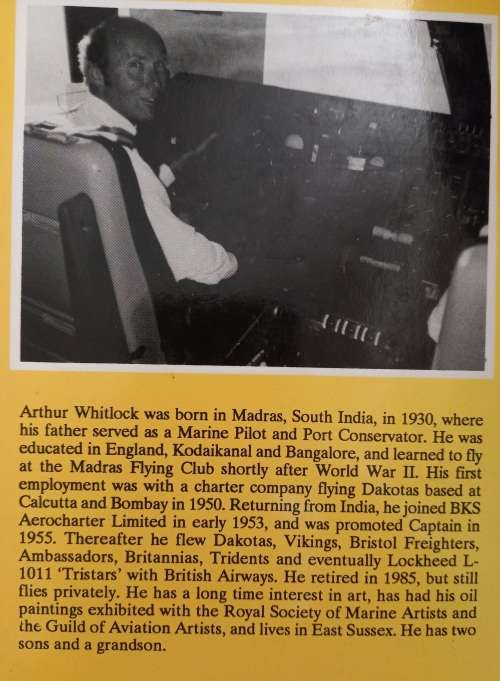 Arthur Whitlock was born in Madras, South India, in 1930, where
his father served as a Marine Pilot and Port Conservator. He was
educated in England, Kodaikanal and Bangalore, and learned to fly
at the Madras Flying Club shortly after World War II. His first
employment was with a charter company flying Dakotas based at
Calcutta and Bombay in 1950. Returning from India, he joined BKS
Aerocharter Limited in early 1953, and was promoted Captain in
1955. Thereafter he flew Dakotas, Vikings, Bristol Freighters,
Ambassadors, Britannias, Tridents and eventually Lockheed L-
1011 ‘Tristars’ with British Airways. He retired in 1985, but still
flies privately. He has a long time interest in art, has had his oil
paintings exhibited with the Royal Society of Marine Artists and
the Guild of Aviation Artists, and lives in East Sussex. He has two
sons and a grandson.